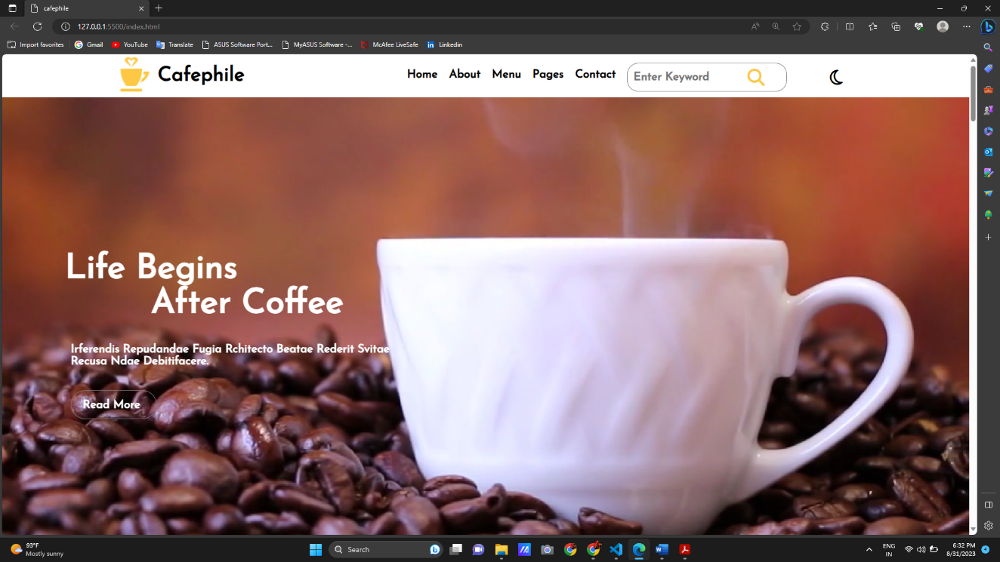 cafephile
127.0.0.1:5500/index.html
Import favorites Gmail YouTube Translate ASUS Software Port... MyASUS Software -... McAfee LiveSafe Linkedin
Cafephile Home About Menu Pages Contact Enter Keyword
Life Begins
After Coffee
Irferendis Repudandae Fugia Rchitecto Beatae Rederit Svitae
Recusa Ndae Debitifacere.
Read More
93°F
Mostly sunny
Search
ENG
IN
6:32 PM
8/31/2023
4